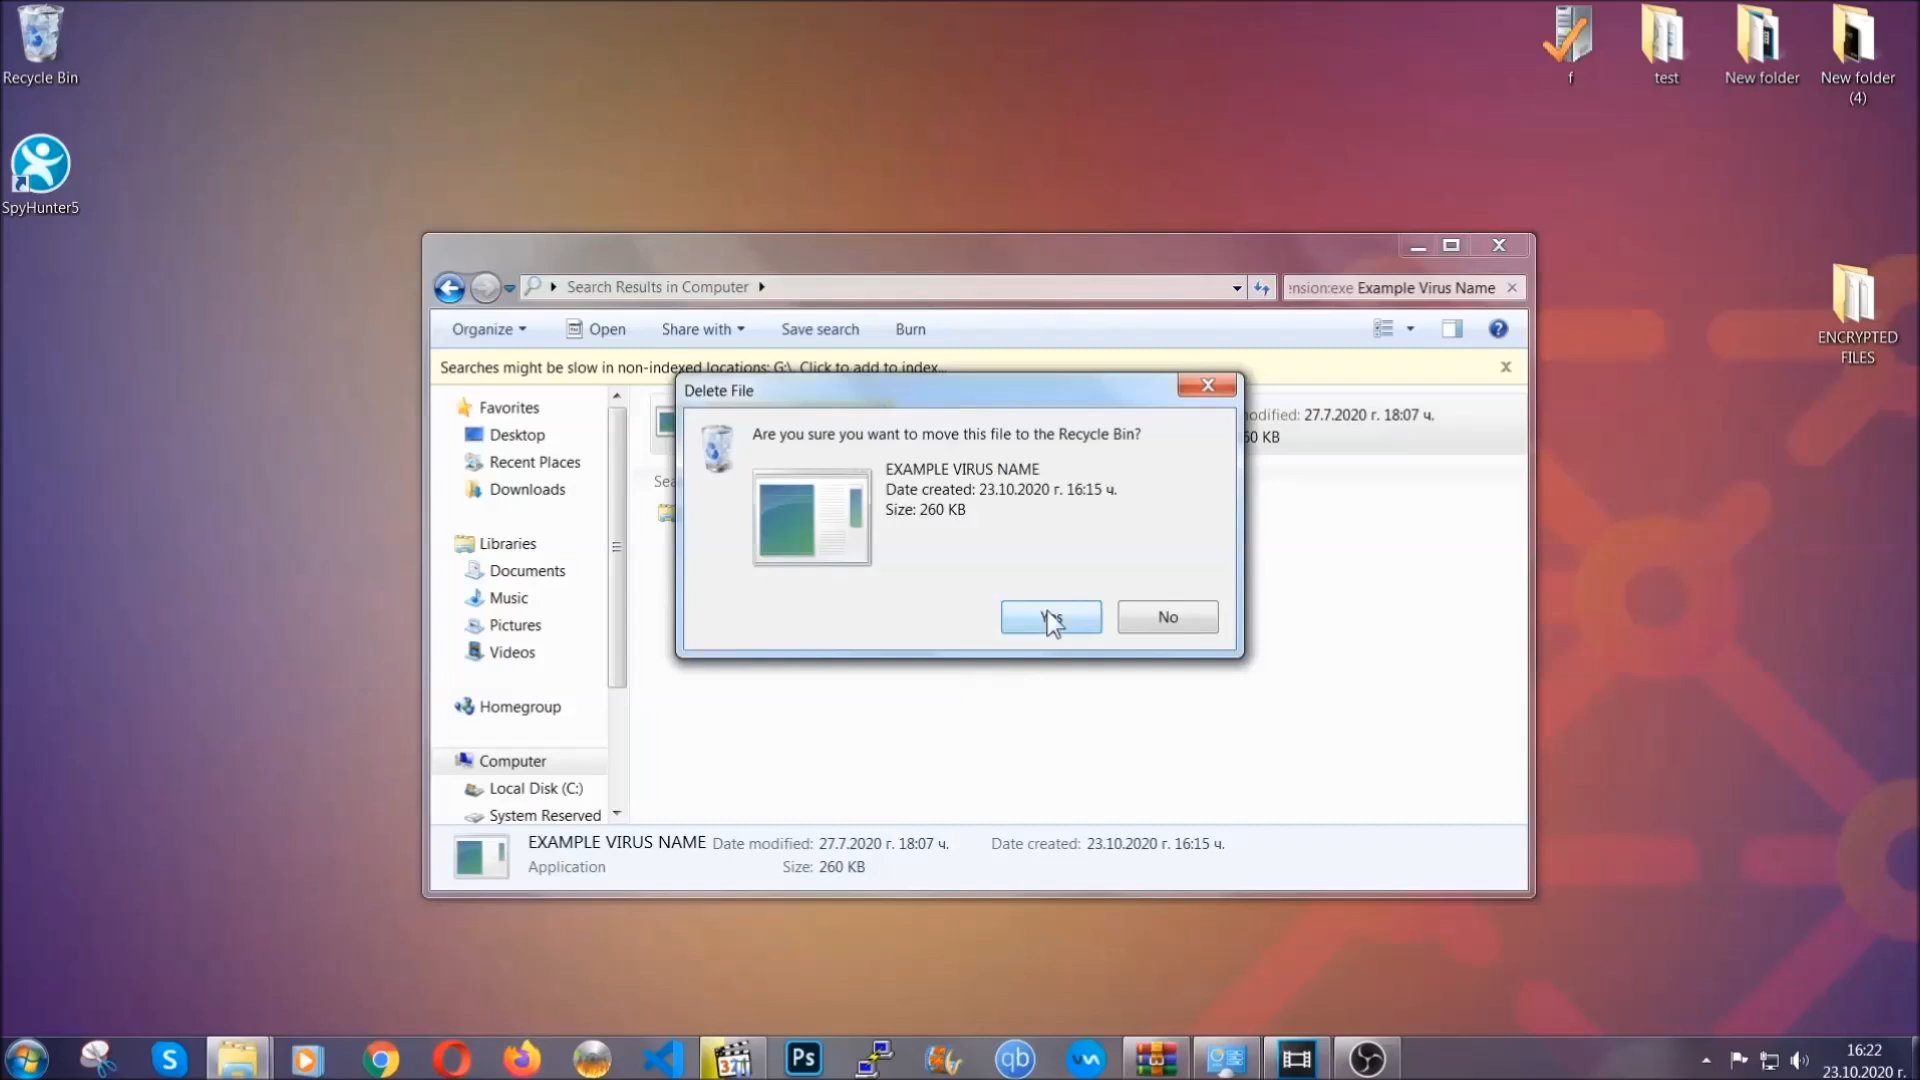 Recycle Bin
SpyHunter5
f
test
New folder
New folder
(4)
ENCRYPTED
FILES
Search Results in Computer
nsion:exe Example Virus Name
Organize
Open
Share with
Save search
Burn
Searches might be slow in non-indexed locations: G:\. Click to add to index...
Favorites
Desktop
Recent Places
Downloads
Libraries
Documents
Music
Pictures
Videos
Homegroup
Computer
Local Disk (C:)
System Reserved
odified: 27.7.2020 г. 18:07 ч.
60 KB
Sea
Delete File
Are you sure you want to move this file to the Recycle Bin?
EXAMPLE VIRUS NAME
Date created: 23.10.2020 г. 16:15 ч.
Size: 260 KB
Yes
No
EXAMPLE VIRUS NAME Date modified: 27.7.2020 г. 18:07 ч. Date created: 23.10.2020 г. 16:15 ч.
Application Size: 260 KB
S
321
Ps
qb
16:22
23.10.2020 г.